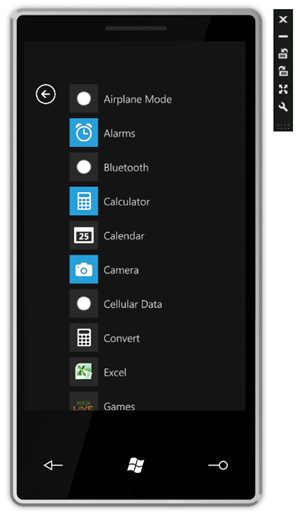 Airplane Mode
Alarms
Bluetooth
Calculator
25
Calendar
Camera
Cellular Data
Convert
Excel
XBOX
LIVE
Games